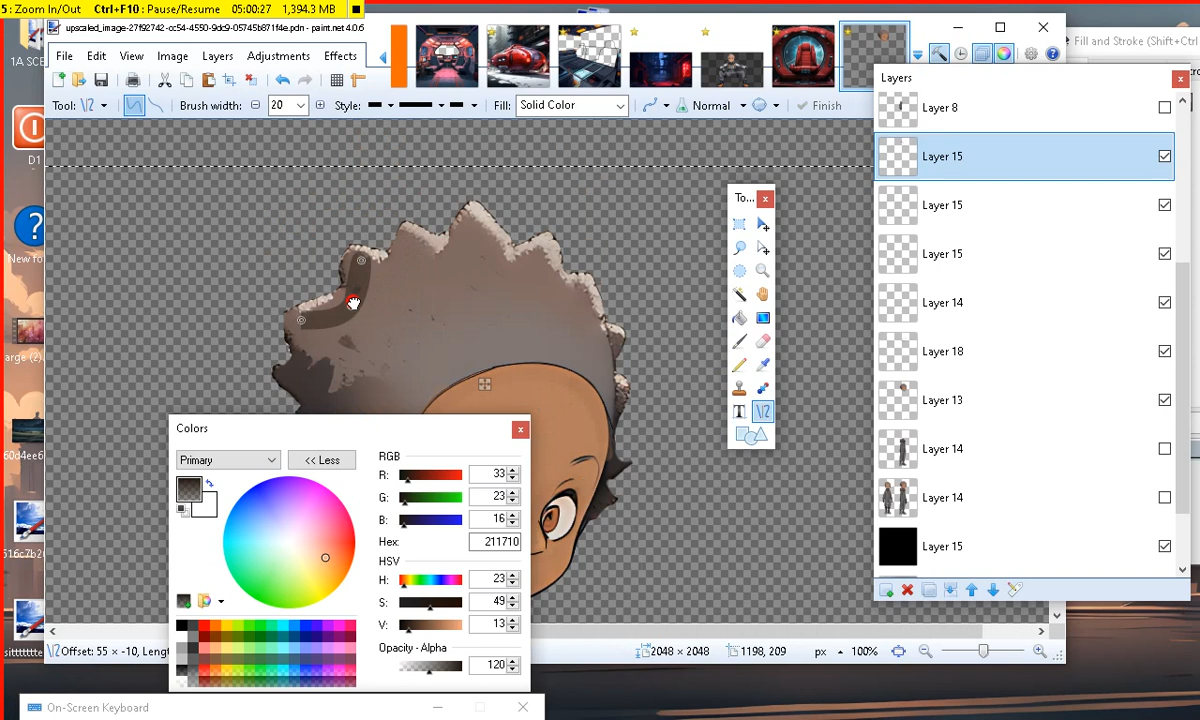 5: Zoom In/Out Ctrl+F10: Pause/Resume 05:00:27 1,394.3 MB
upscaled_image-27f92742-cc54-4550-9dc9-05745b871f4e.pdn - paint.net 4.0.6
Fill and Stroke (Shift+Ctrl
1A SCE
File Edit View Image Layers Adjustments Effects
Layers
Tool: Brush width: 20 Style: Fill: Solid Color Normal Finish
Layer 8
D1
Layer 15
To...
Layer 15
New fo
Layer 15
Layer 14
arge (2)
Layer 18
Layer 13
Colors
Layer 14
Primary << Less
RGB
R: 33
60d4ee6
G: 23
Layer 14
B: 16
Hex: 211710
Layer 15
516c7b2
HSV
H: 23
S: 49
V: 13
Opacity - Alpha
120
sittttttte
Offset: 55 × -10, Lengt
2048 × 2048 1198, 209 px 100%
On-Screen Keyboard